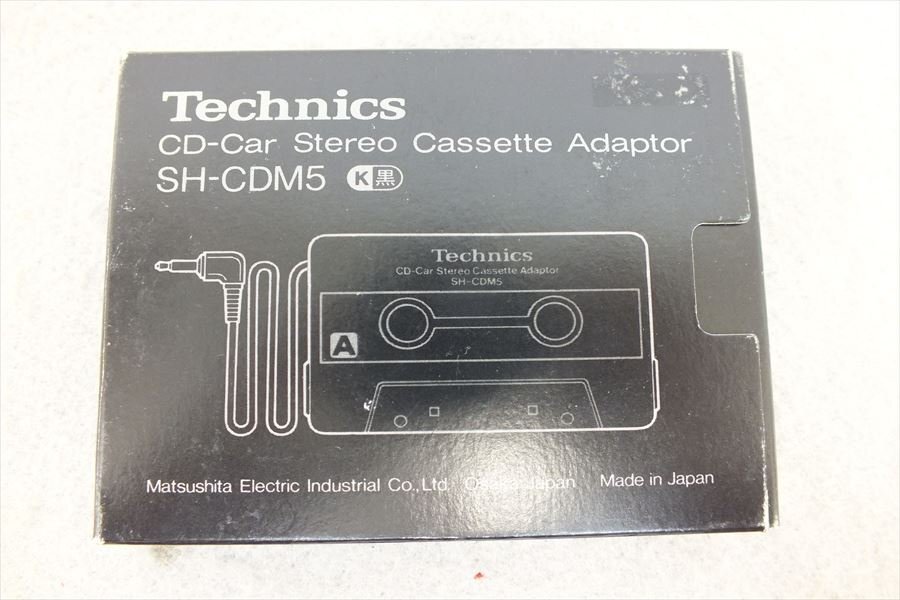 Technics
CD-Car Stereo Cassette Adaptor
SH-CDM5 K黒
Technics
CD-Car Stereo Cassette Adaptor
SH-CDM5
A
Matsushita Electric Industrial Co., Ltd. Osaka Japan Made in Japan